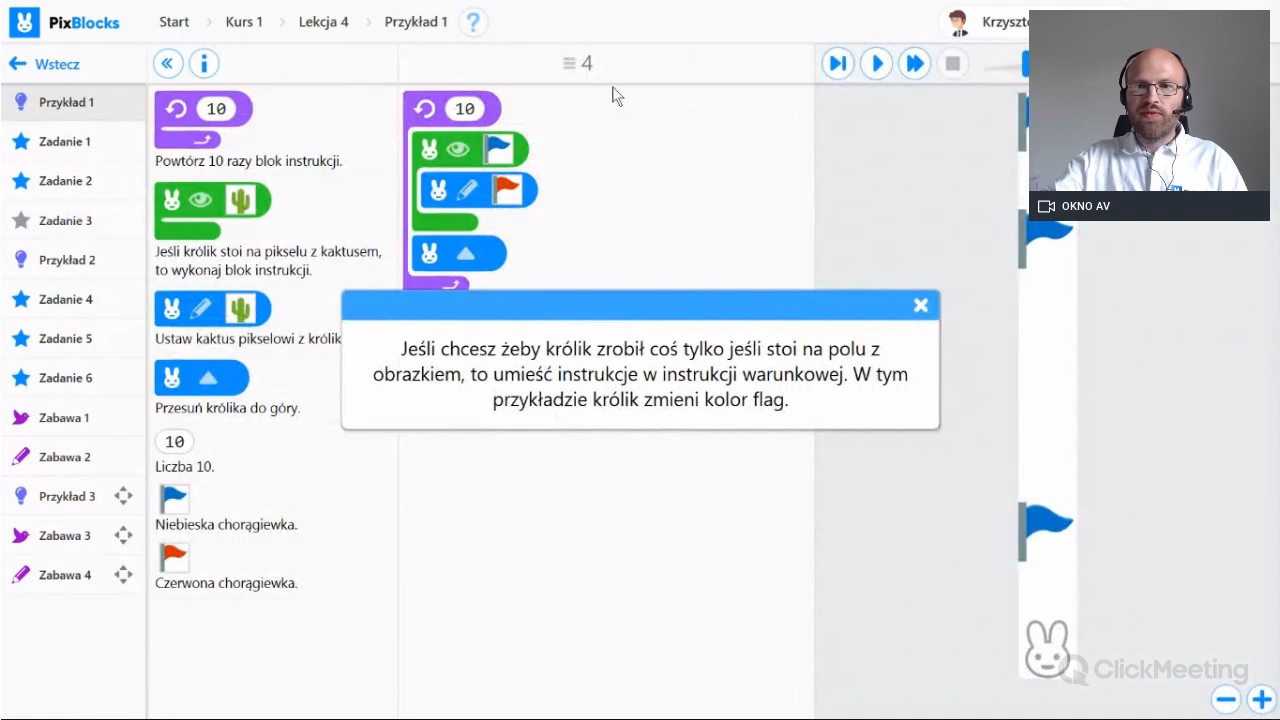 PixBlocks
Start
Kurs 1
Lekcja 4
Przykład 1
?
Krzyszto
Wstecz
4
Przykład 1
Zadanie 1
Zadanie 2
Zadanie 3
Przykład 2
Zadanie 4
Zadanie 5
Zadanie 6
Zabawa 1
Zabawa 2
Przykład 3
Zabawa 3
Zabawa 4
10
Powtórz 10 razy blok instrukcji.
Jeśli królik stoi na pikselu z kaktusem,
to wykonaj blok instrukcji.
Ustaw kaktus pikselowi z królik
Przesuń królika do góry.
10
Liczba 10.
Niebieska chorągiewka.
Czerwona chorągiewka.
10
Jeśli chcesz żeby królik zrobił coś tylko jeśli stoi na polu z
obrazkiem, to umieść instrukcje w instrukcji warunkowej. W tym
przykładzie królik zmieni kolor flag.
OKNO AV
ClickMeeting